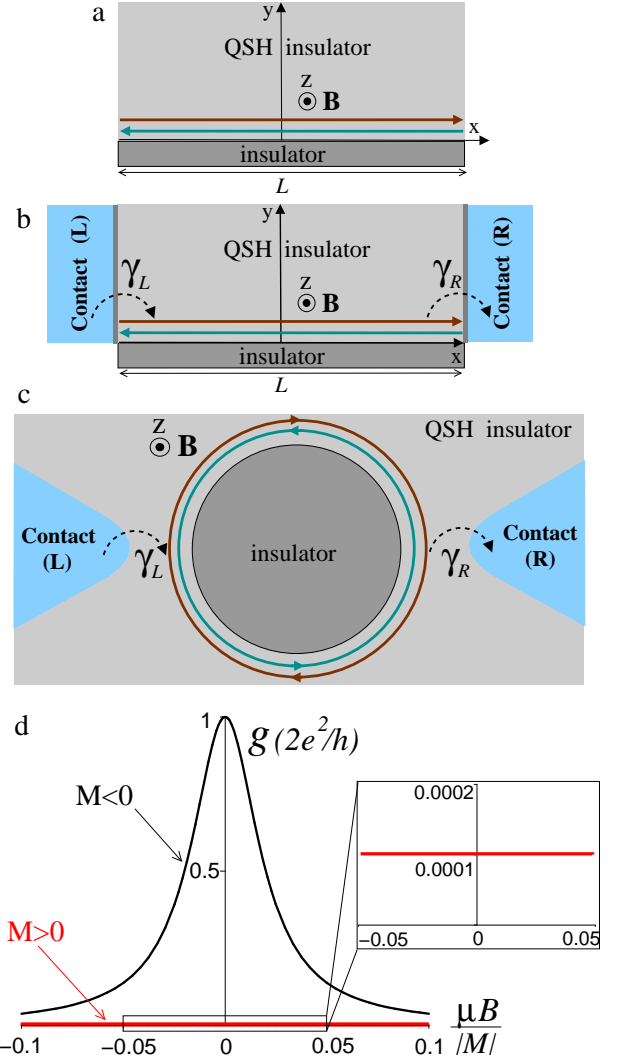 a
y
QSH insulator
z
⊙ B
x
insulator
L
b
y
Contact (L)
QSH insulator
Contact (R)
γL
z
γR
⊙ B
insulator
x
L
c
z
⊙ B
QSH insulator
Contact (L)
γL
insulator
γR
Contact (R)
d
1
g (2e²/h)
M<0
0.5
M>0
0.0002
0.0001
−0.05
0
0.05
−0.1
−0.05
0
0.05
0.1
μB
|M|